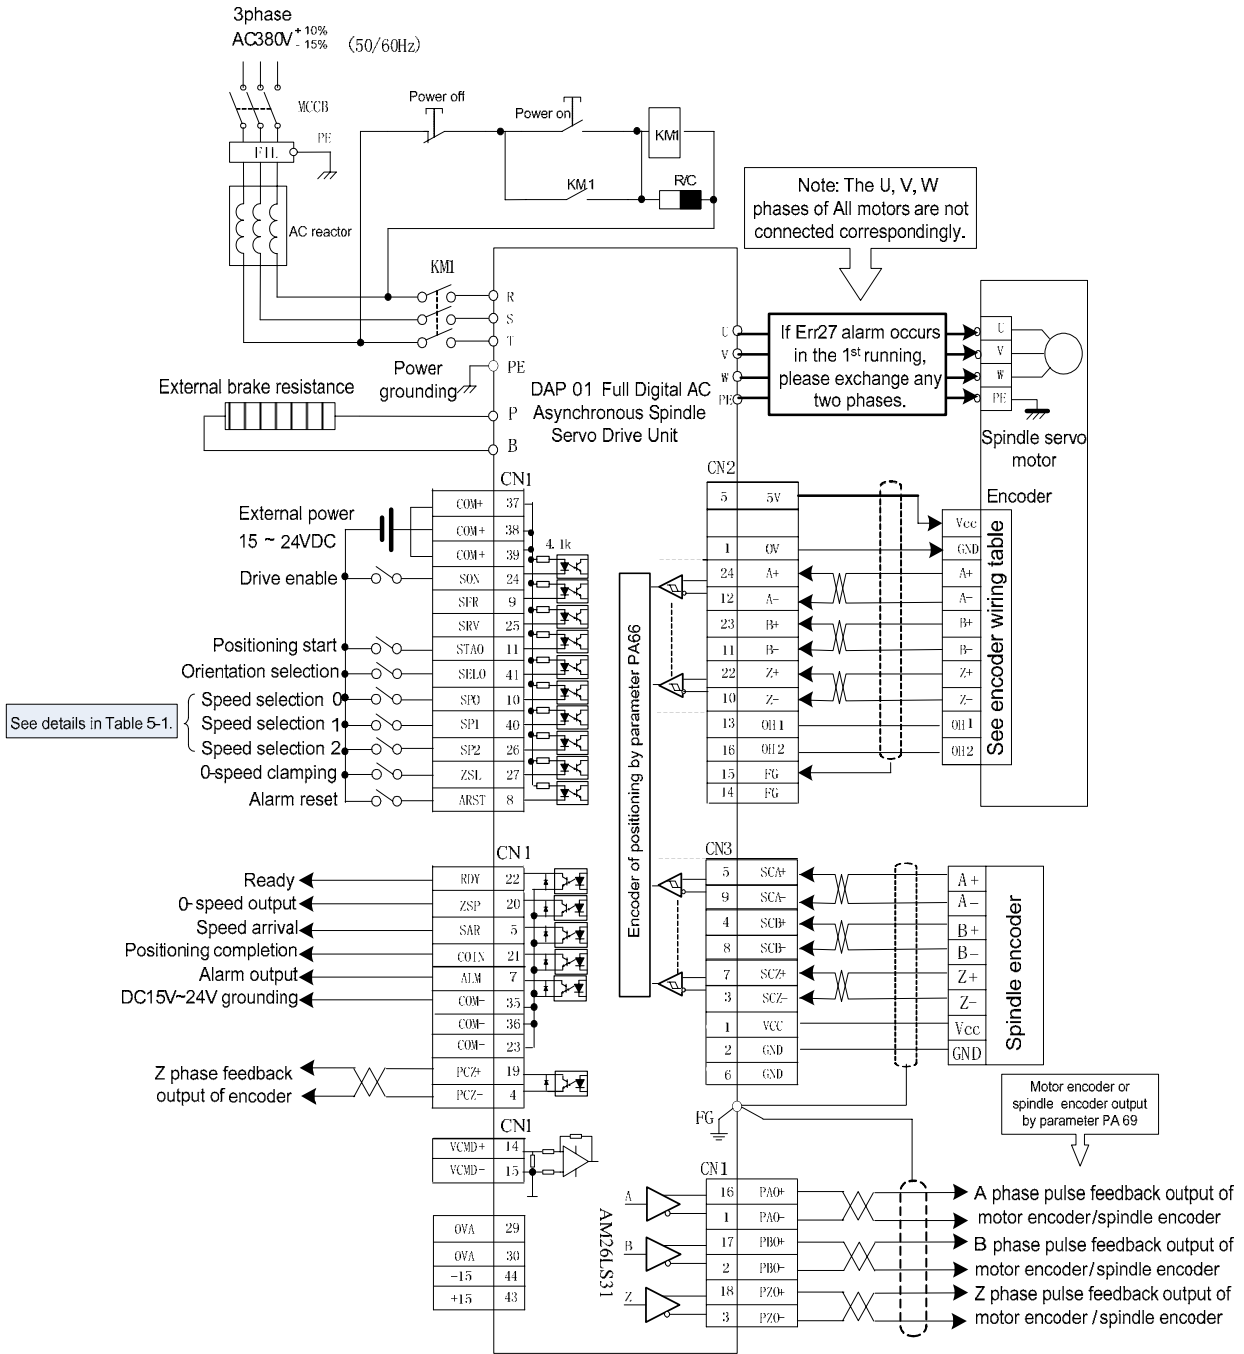 3phase
AC380V +10%
-15%
(50/60Hz)
MCCB
PE
FIL
AC reactor
Power off
Power on
KM1
KM.1
R/C
KM1
Note: The U, V, W
phases of All motors are not
connected correspondingly.
R
S
T
PE
P
B
Power
grounding
External brake resistance
DAP 01 Full Digital AC
Asynchronous Spindle
Servo Drive Unit
U
V
W
PE
If Err27 alarm occurs
in the 1st running,
please exchange any
two phases.
U
V
W
PE
Spindle servo
motor
CN1
External power
15 ~ 24VDC
Drive enable
Positioning start
Orientation selection
Speed selection 0
Speed selection 1
Speed selection 2
0-speed clamping
Alarm reset
See details in Table 5-1.
COM+ 37
COM+ 38
COM+ 39
SON 24
SFR 9
SRV 25
STAO 11
SELO 41
SPO 10
SP1 40
SP2 26
ZSL 27
ARST 8
4.1k
Encoder of positioning by parameter PA66
CN2
5 5V
1 0V
24 A+
12 A-
23 B+
11 B-
22 Z+
10 Z-
13 OH1
16 OH2
15 FG
14 FG
Encoder
Vcc
GND
A+
A-
B+
B-
Z+
Z-
OH1
OH2
See encoder wiring table
CN1
Ready
0-speed output
Speed arrival
Positioning completion
Alarm output
DC15V~24V grounding
Z phase feedback
output of encoder
RDY 22
ZSP 20
SAR 5
COIN 21
ALM 7
COM- 35
COM- 36
COM- 23
PCZ+ 19
PCZ- 4
CN3
5 SCA+
9 SCA-
4 SCB+
8 SCB-
7 SCZ+
3 SCZ-
1 VCC
2 GND
6 GND
A+
A-
B+
B-
Z+
Z-
Vcc
GND
Spindle encoder
CN1
VCMD+ 14
VCMD- 15
OVA 29
OVA 30
-15 44
+15 43
FG
Motor encoder or
spindle encoder output
by parameter PA 69
CN1
A
B
Z
AM26LS31
16 PAO+
1 PAO-
17 PBO+
2 PBO-
18 PZO+
3 PZO-
A phase pulse feedback output of
motor encoder/spindle encoder
B phase pulse feedback output of
motor encoder/spindle encoder
Z phase pulse feedback output of
motor encoder /spindle encoder